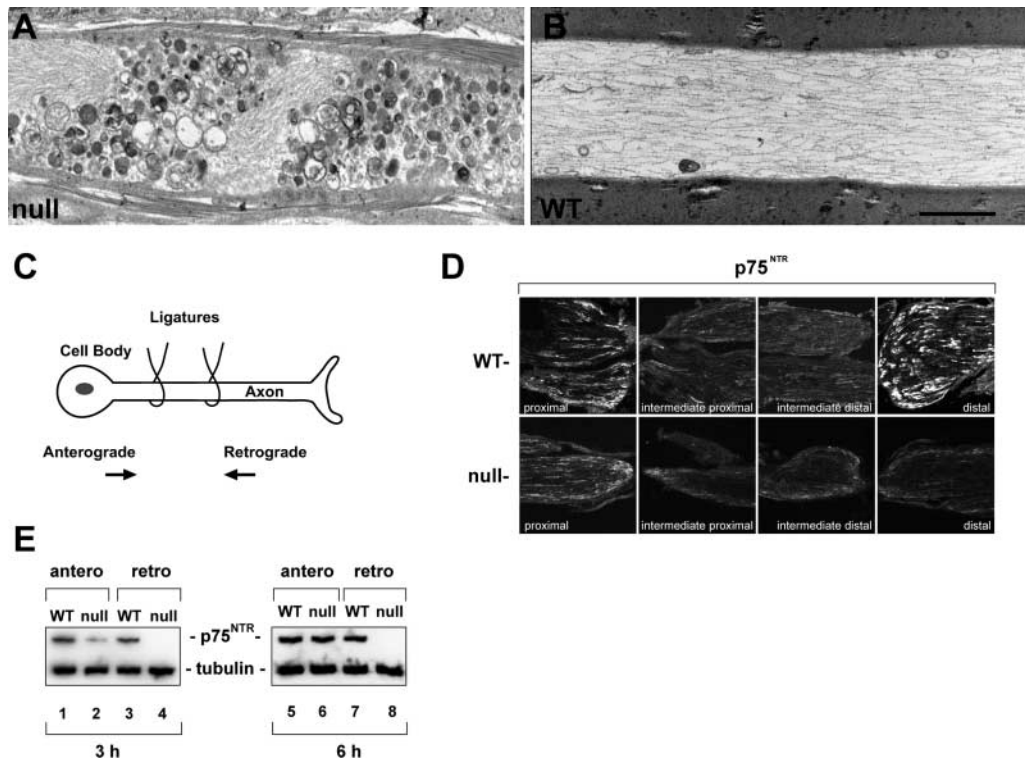 A
null
B
WT
C
Ligatures
Cell Body
Axon
Anterograde
Retrograde
D
p75NTR
WT-
proximal
intermediate proximal
intermediate distal
distal
null-
proximal
intermediate proximal
intermediate distal
distal
E
antero retro
WT null WT null
antero retro
WT null WT null
- p75NTR-
- tubulin -
1 2 3 4
3 h
5 6 7 8
6 h